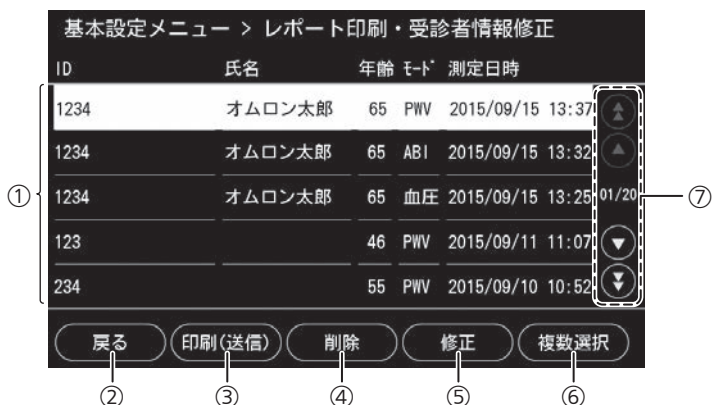 基本設定メニュー > レポート印刷・受診者情報修正
ID 氏名 年齢 ﾓｰﾄﾞ 測定日時
1234 オムロン太郎 65 PWV 2015/09/15 13:37
1234 オムロン太郎 65 ABI 2015/09/15 13:32
① 1234 オムロン太郎 65 血圧 2015/09/15 13:25 01/20 ⑦
123 46 PWV 2015/09/11 11:07
234 55 PWV 2015/09/10 10:52
戻る 印刷(送信) 削除 修正 複数選択
② ③ ④ ⑤ ⑥